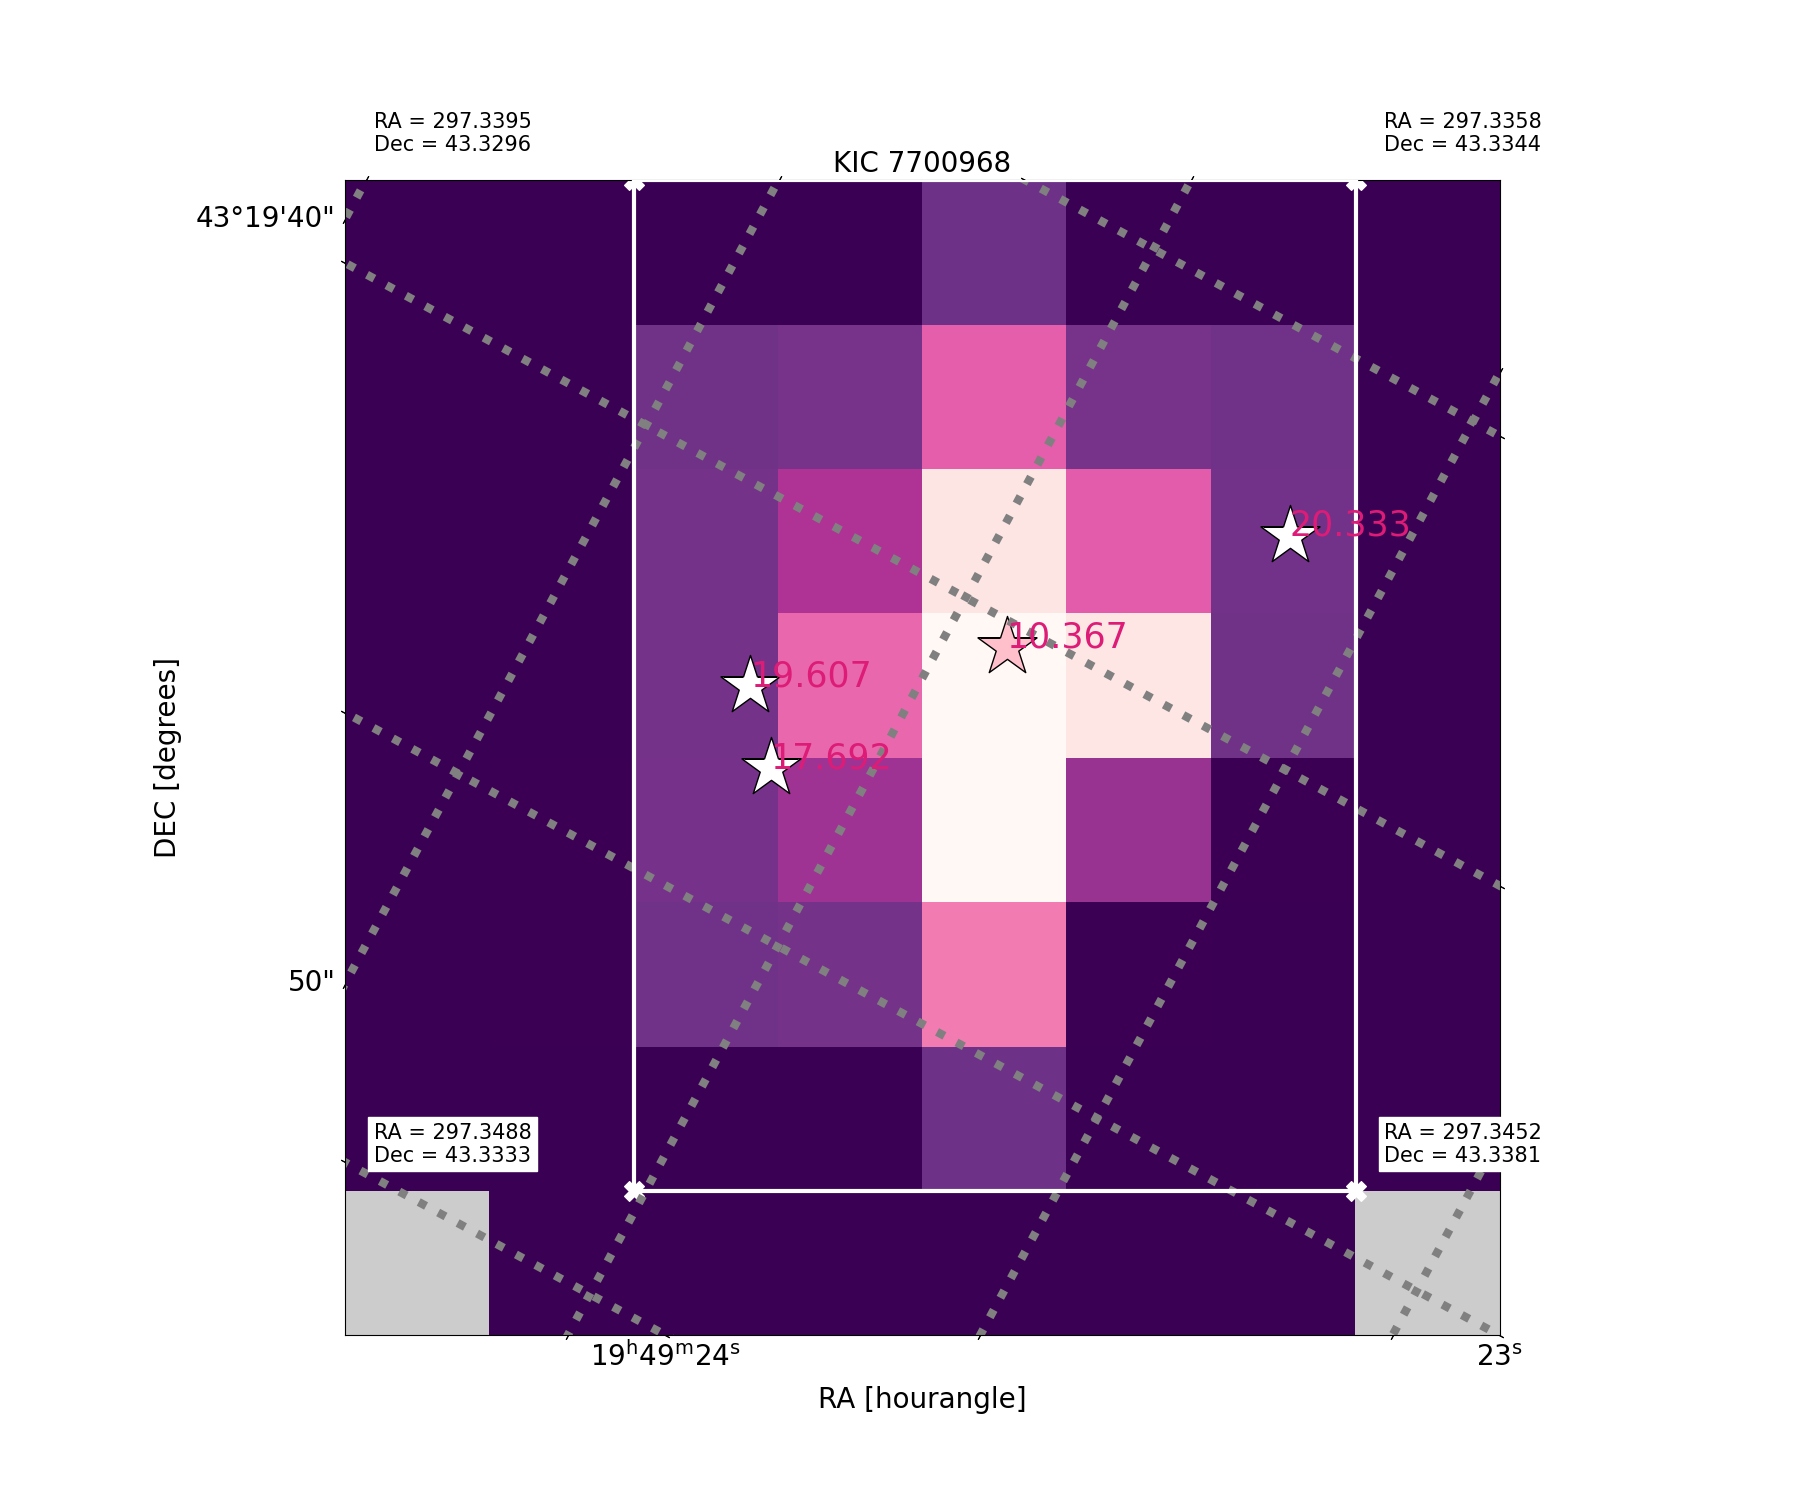 RA = 297.3395
Dec = 43.3296
RA = 297.3358
Dec = 43.3344
KIC 7700968
43°19'40"
20.333
10.367
19.607
17.692
DEC [degrees]
50"
RA = 297.3488
Dec = 43.3333
RA = 297.3452
Dec = 43.3381
19ʰ49ᵐ24ˢ
23ˢ
RA [hourangle]